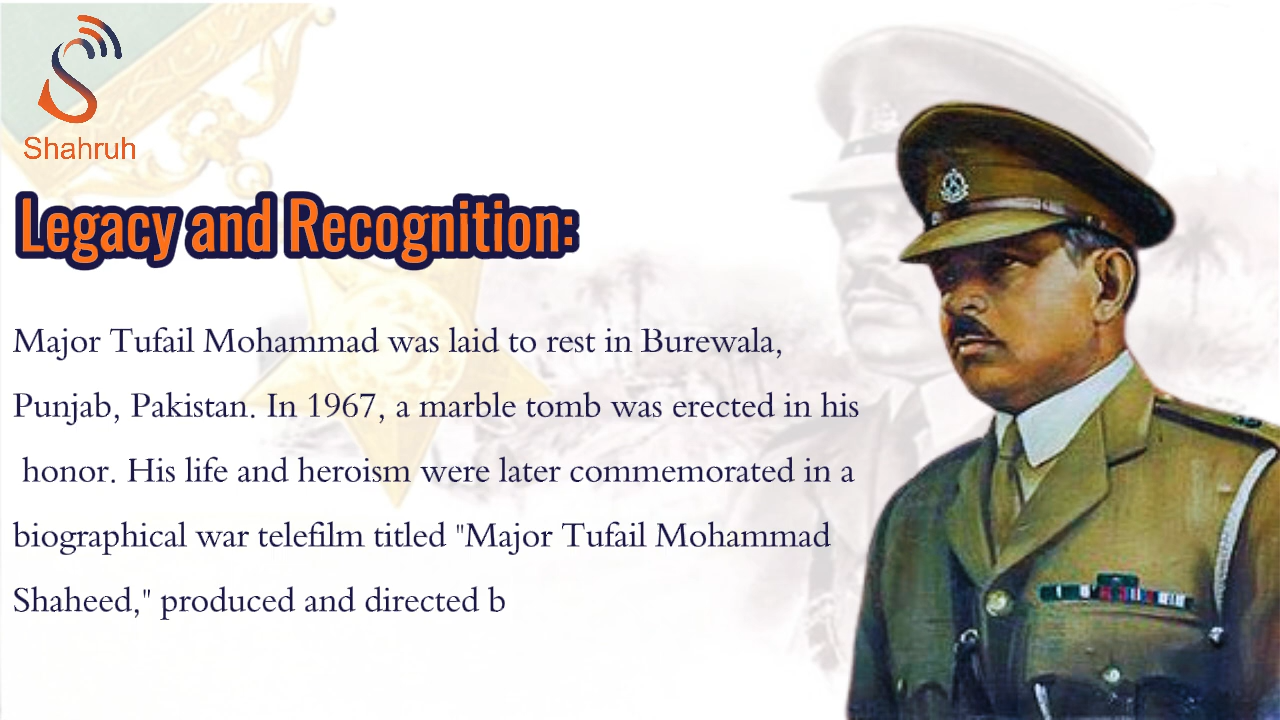 Shahruh
Legacy and Recognition:
Major Tufail Mohammad was laid to rest in Burewala,
Punjab, Pakistan. In 1967, a marble tomb was erected in his
honor. His life and heroism were later commemorated in a
biographical war telefilm titled "Major Tufail Mohammad
Shaheed," produced and directed b